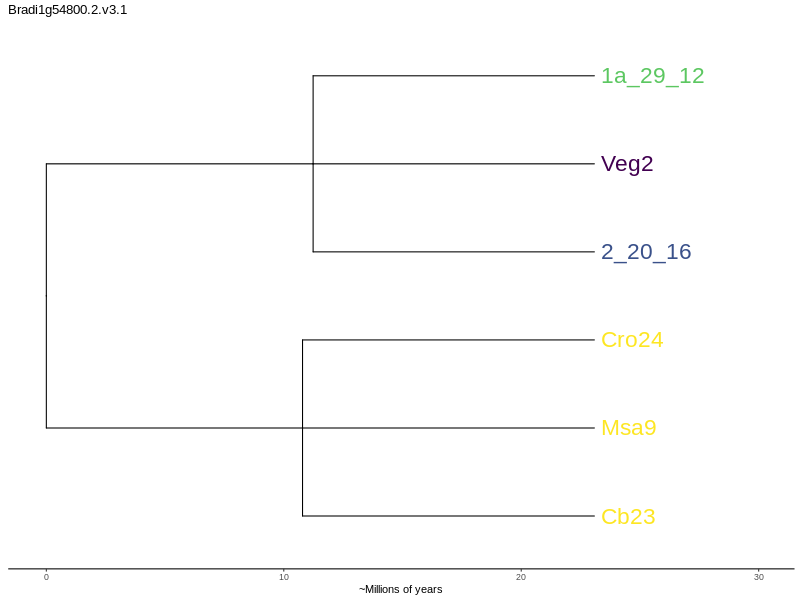 Bradi1g54800.2.v3.1
1a_29_12
Veg2
2_20_16
Cro24
Msa9
Cb23
0 10 20 30
~Millions of years